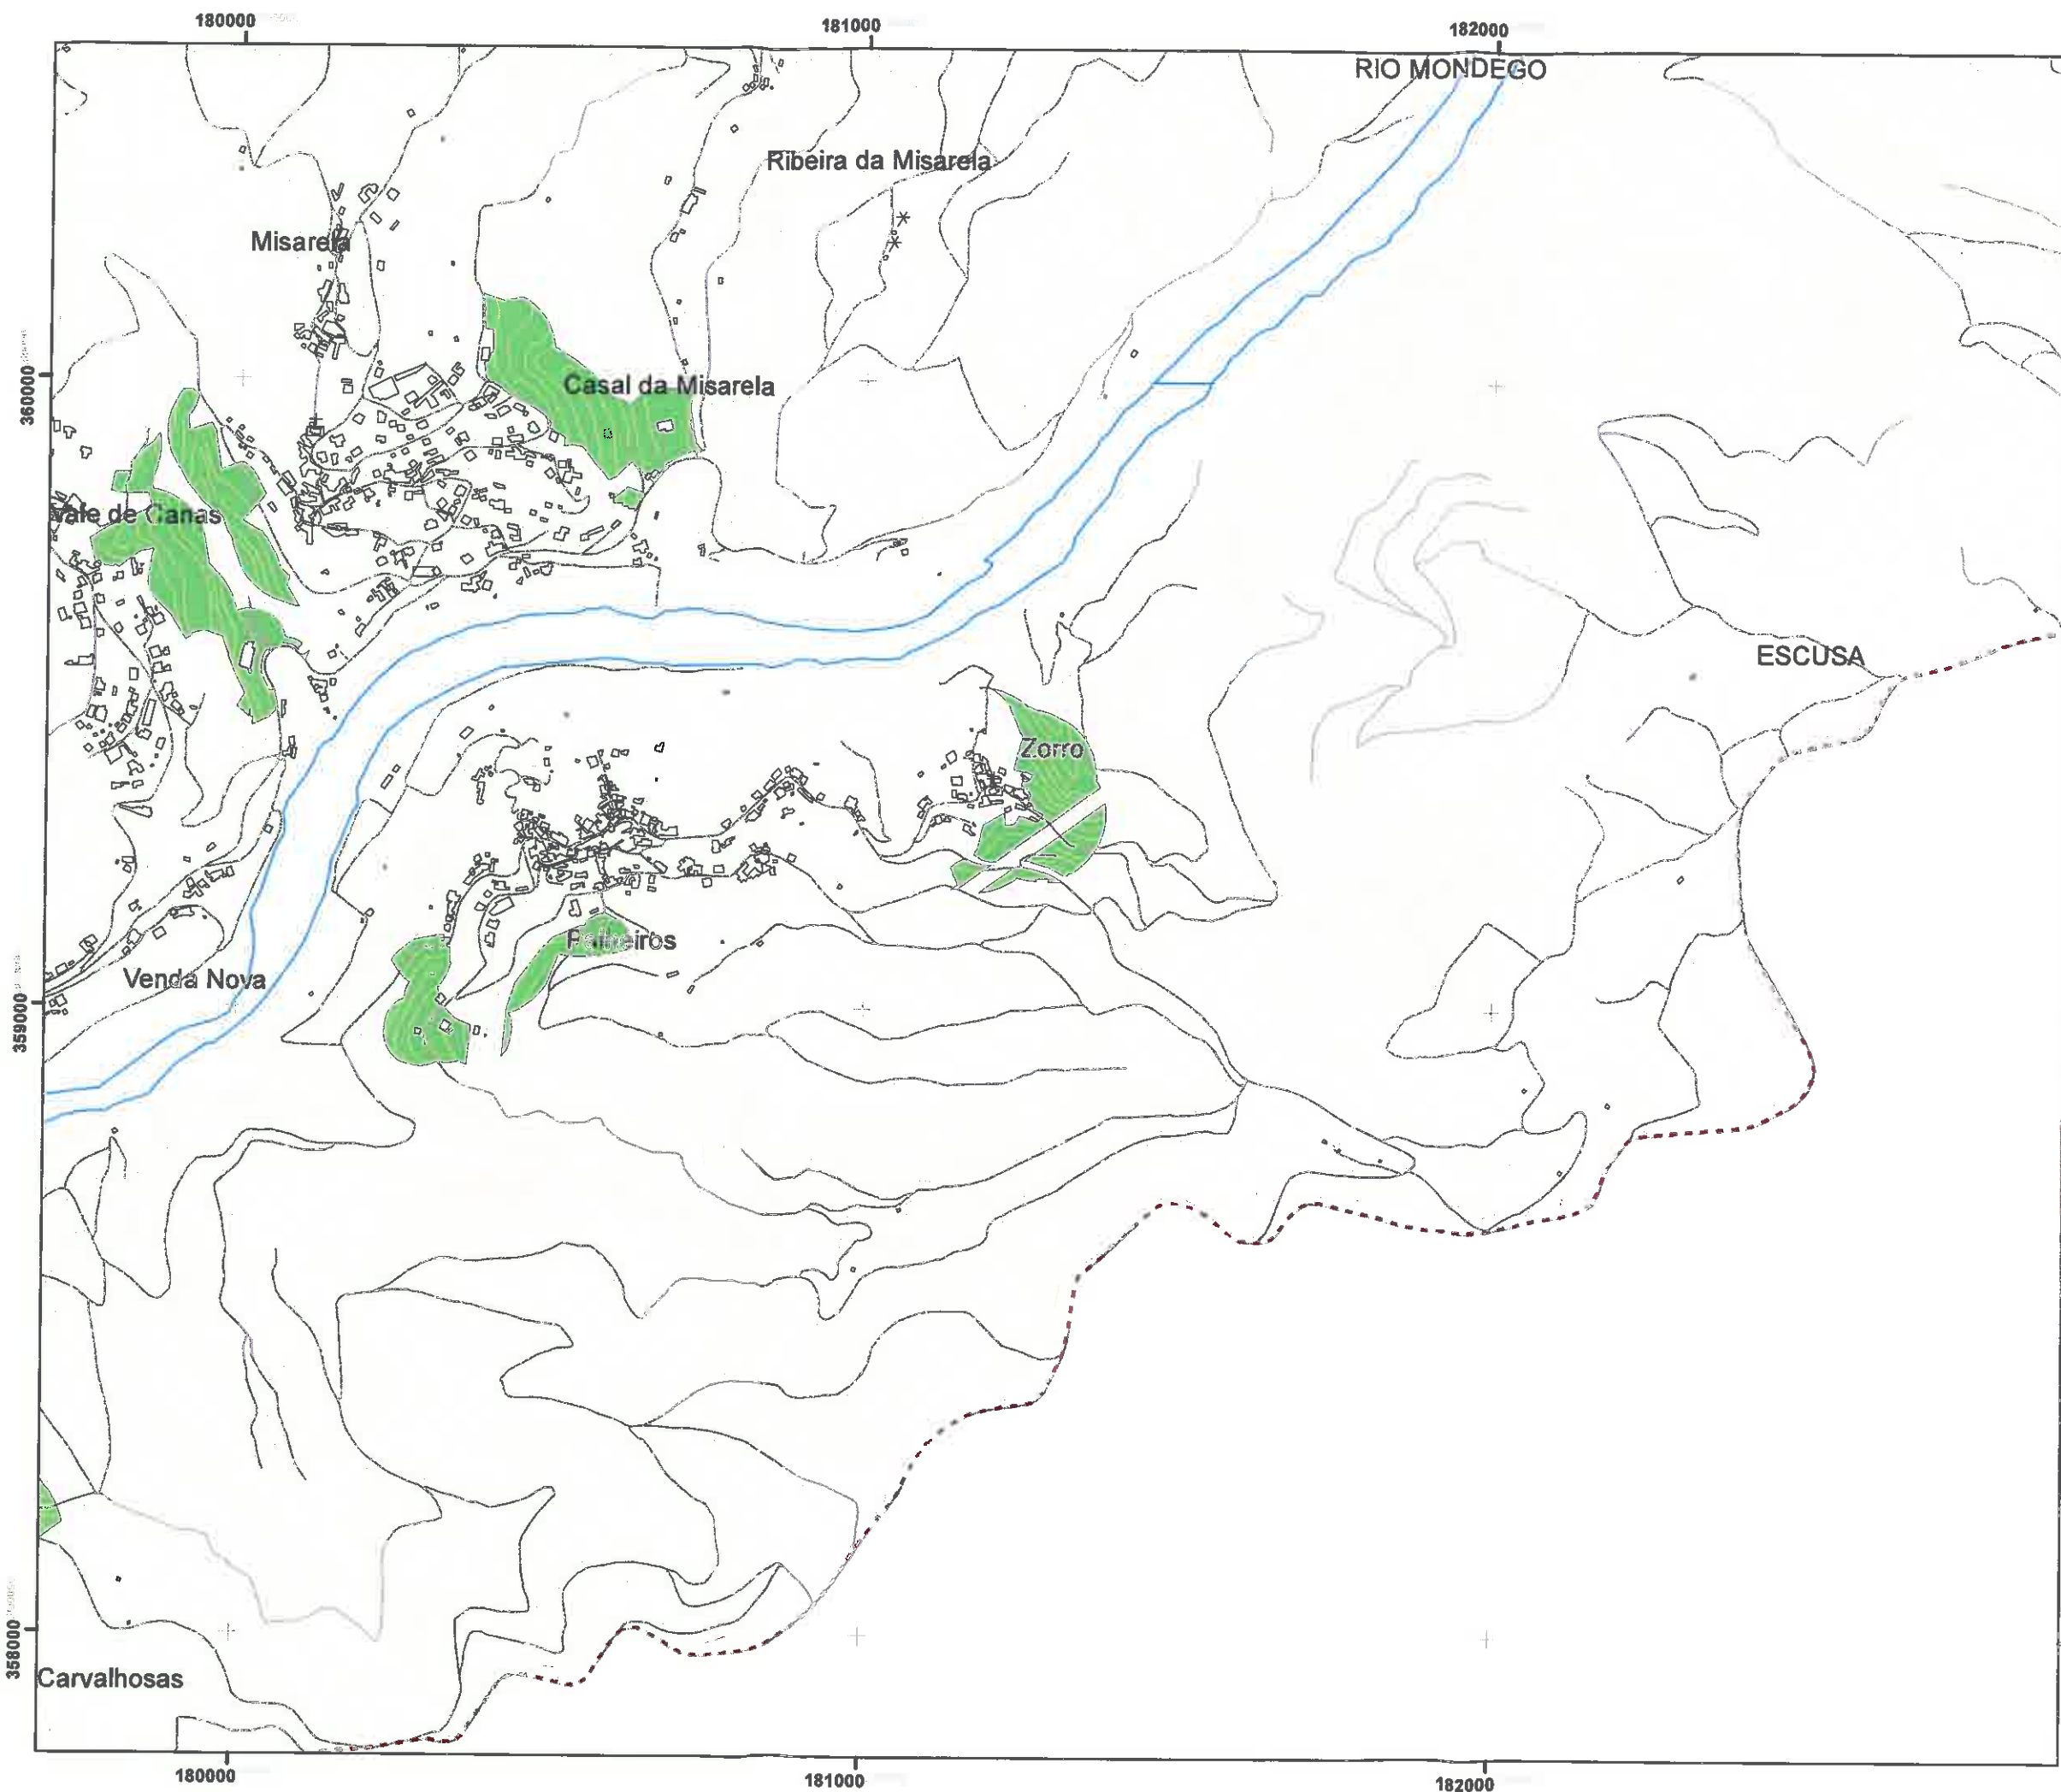 180000
181000
182000
RIO MONDEGO
Ribeira da Misarela
Misarela
360000
Casal da Misarela
Vale de Canas
ESCUSA
Zorro
Palheiros
Venda Nova
359000
358000
Carvalhosas
180000
181000
182000